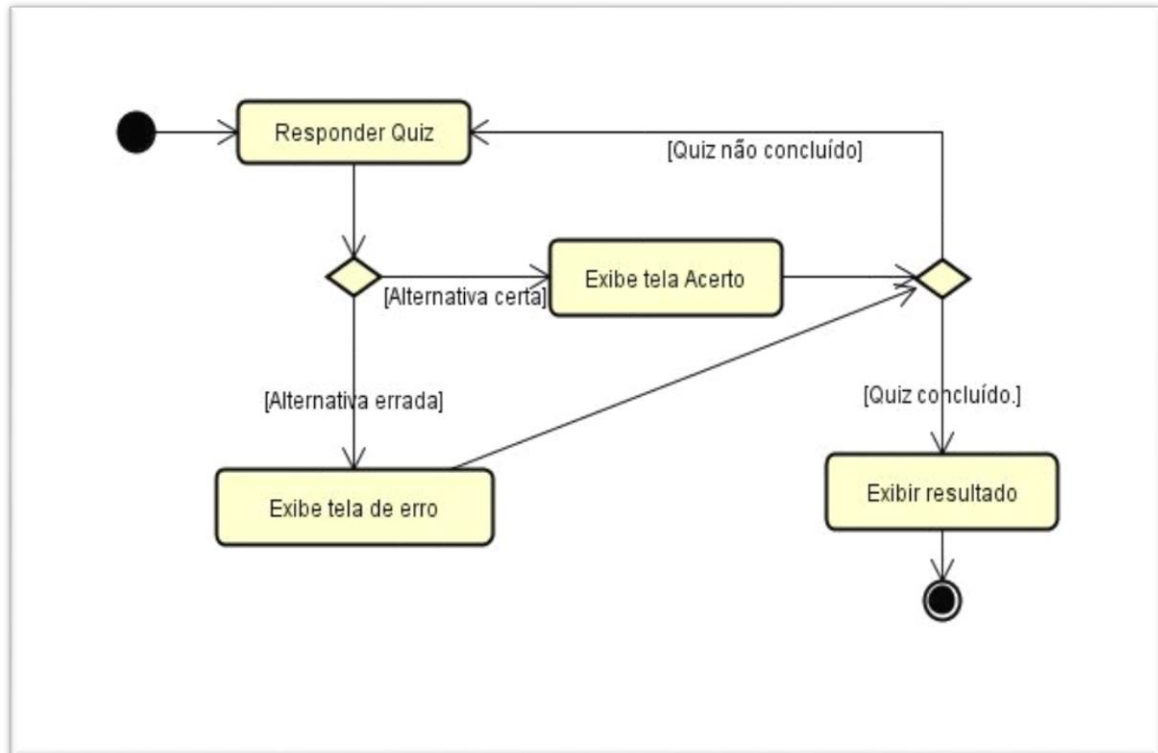 Responder Quiz
[Quiz não concluído]
Exibe tela Acerto
[Alternativa certa]
[Alternativa errada]
[Quiz concluído.]
Exibe tela de erro
Exibir resultado